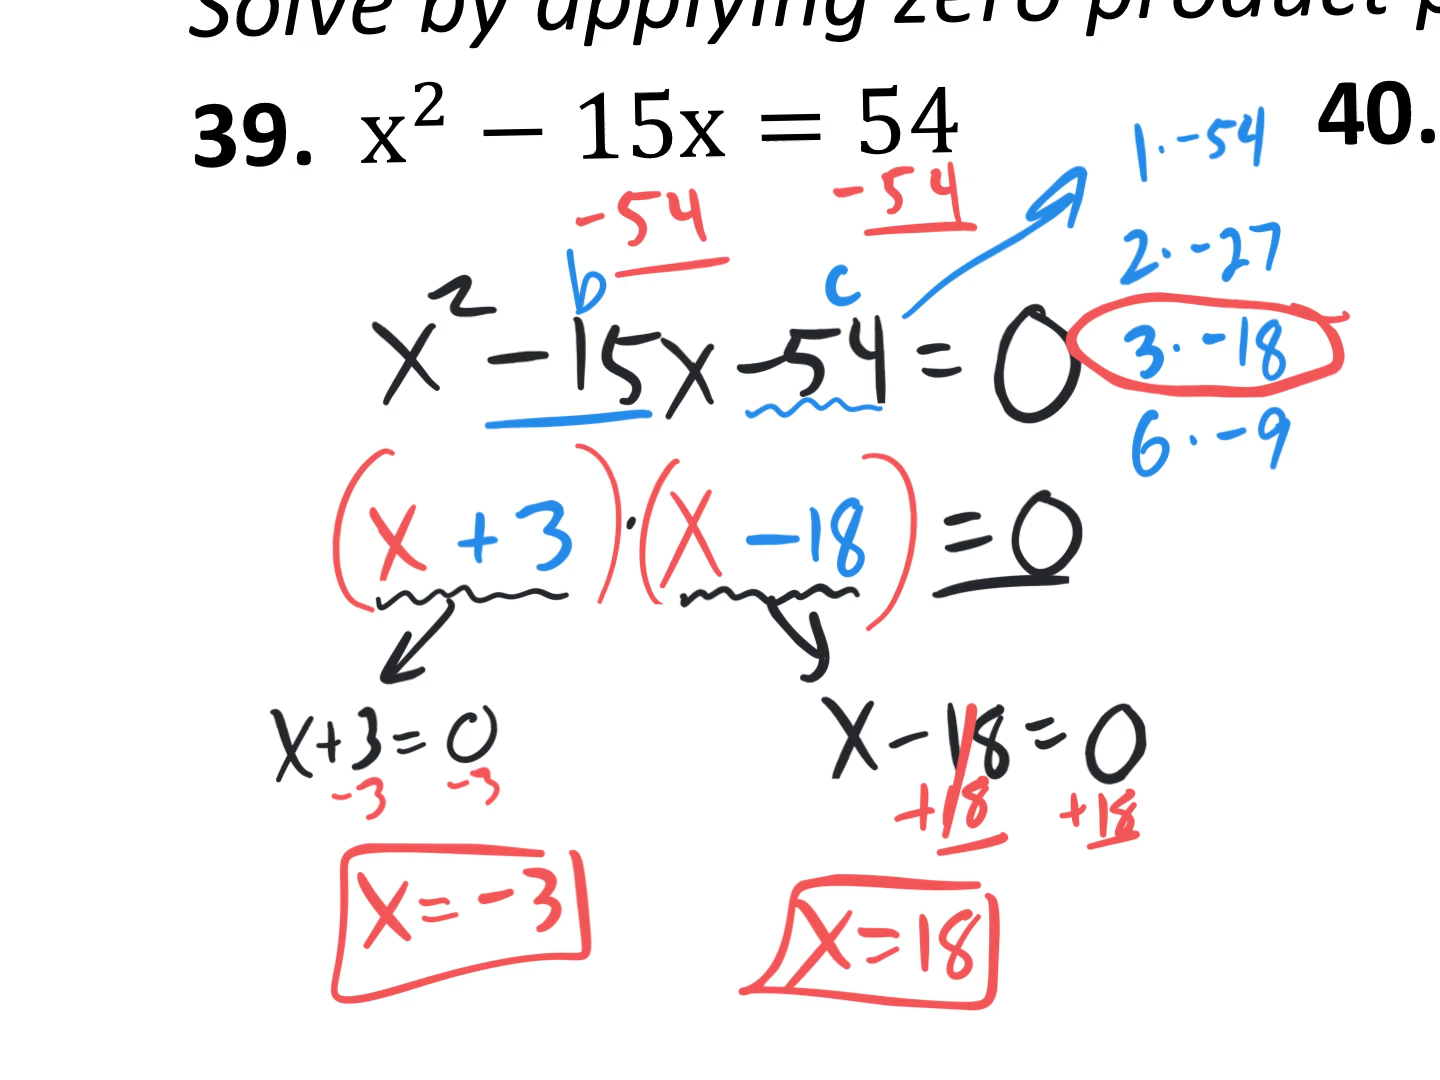 Solve by applying zero product p
39. x² − 15x = 54
40.
-54 -54
1 · -54
2 · -27
3 · -18
6 · -9
b c
x² - 15x - 54 = 0
(x + 3) · (x - 18) = 0
x + 3 = 0 x - 18 = 0
-3 -3 +18 +18
x = -3 x = 18